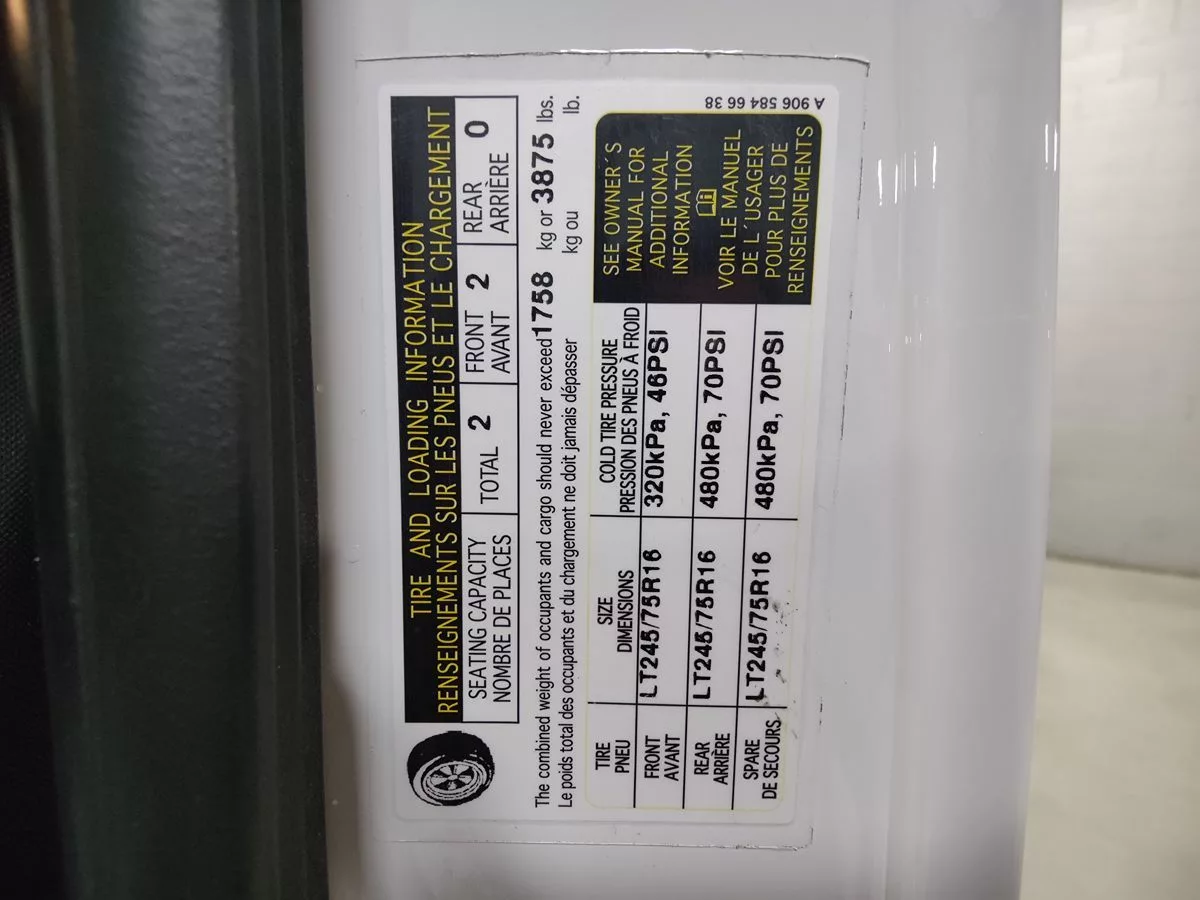 TIRE AND LOADING INFORMATION
RENSEIGNEMENTS SUR LES PNEUS ET LE CHARGEMENT
SEATING CAPACITY TOTAL 2 FRONT 2 REAR 0
NOMBRE DE PLACES AVANT ARRIÈRE
The combined weight of occupants and cargo should never exceed 1758 kg or 3875 lbs.
Le poids total des occupants et du chargement ne doit jamais dépasser kg ou lb.
TIRE SIZE COLD TIRE PRESSURE
PNEU DIMENSIONS PRESSION DES PNEUS À FROID
FRONT LT245/75R16 320kPa, 46PSI
AVANT
REAR LT245/75R16 480kPa, 70PSI
ARRIÈRE
SPARE LT245/75R16 480kPa, 70PSI
DE SECOURS
SEE OWNER´S
MANUAL FOR
ADDITIONAL
INFORMATION
VOIR LE MANUEL
DE L´USAGER
POUR PLUS DE
RENSEIGNEMENTS
A 906 584 66 38